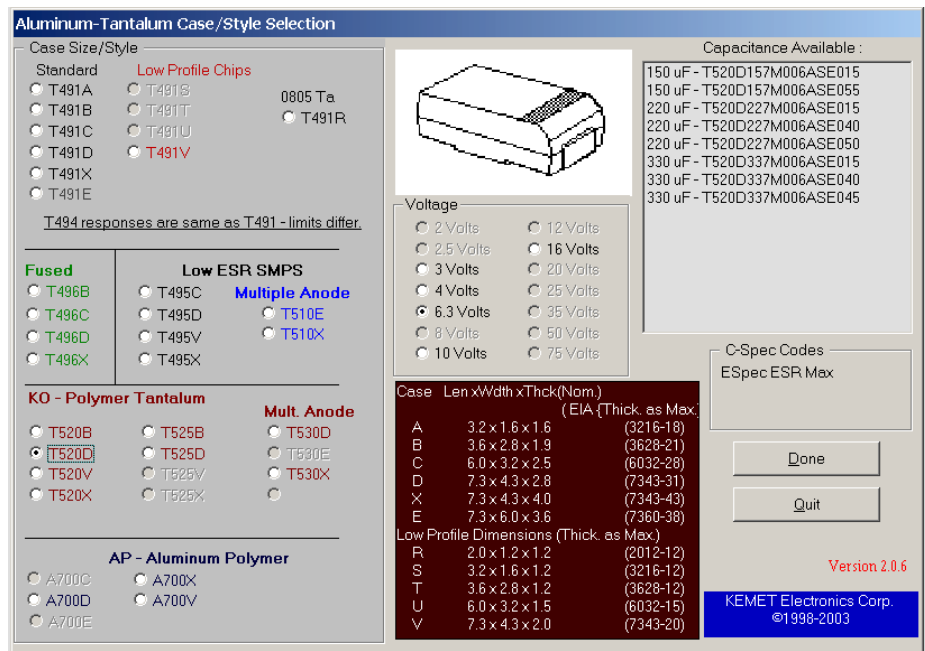 Aluminum-Tantalum Case/Style Selection
Case Size/Style
Standard Low Profile Chips
T491A T491S
T491B T491T
T491C T491U
T491D T491V
T491X
T491E
0805 Ta
T491R
T494 responses are same as T491 - limits differ.
Fused
T496B
T496C
T496D
T496X
Low ESR SMPS
T495C
T495D
T495V
T495X
Multiple Anode
T510E
T510X
KO - Polymer Tantalum
T520B T525B
T520D T525D
T520V T525V
T520X T525X
Mult. Anode
T530D
T530E
T530X
AP - Aluminum Polymer
A700C A700X
A700D A700V
A700E
Voltage
2 Volts 12 Volts
2.5 Volts 16 Volts
3 Volts 20 Volts
4 Volts 25 Volts
6.3 Volts 35 Volts
8 Volts 50 Volts
10 Volts 75 Volts
Case Len xWdth xThck(Nom.)
(EIA {Thick. as Max.
A 3.2 x 1.6 x 1.6 (3216-18)
B 3.6 x 2.8 x 1.9 (3628-21)
C 6.0 x 3.2 x 2.5 (6032-28)
D 7.3 x 4.3 x 2.8 (7343-31)
X 7.3 x 4.3 x 4.0 (7343-43)
E 7.3 x 6.0 x 3.6 (7360-38)
Low Profile Dimensions (Thick. as Max.)
R 2.0 x 1.2 x 1.2 (2012-12)
S 3.2 x 1.6 x 1.2 (3216-12)
T 3.6 x 2.8 x 1.2 (3628-12)
U 6.0 x 3.2 x 1.5 (6032-15)
V 7.3 x 4.3 x 2.0 (7343-20)
Capacitance Available :
150 uF - T520D157M006ASE015
150 uF - T520D157M006ASE055
220 uF - T520D227M006ASE015
220 uF - T520D227M006ASE040
220 uF - T520D227M006ASE050
330 uF - T520D337M006ASE015
330 uF - T520D337M006ASE040
330 uF - T520D337M006ASE045
C-Spec Codes
ESpec ESR Max
Done
Quit
Version 2.0.6
KEMET Electronics Corp.
©1998-2003